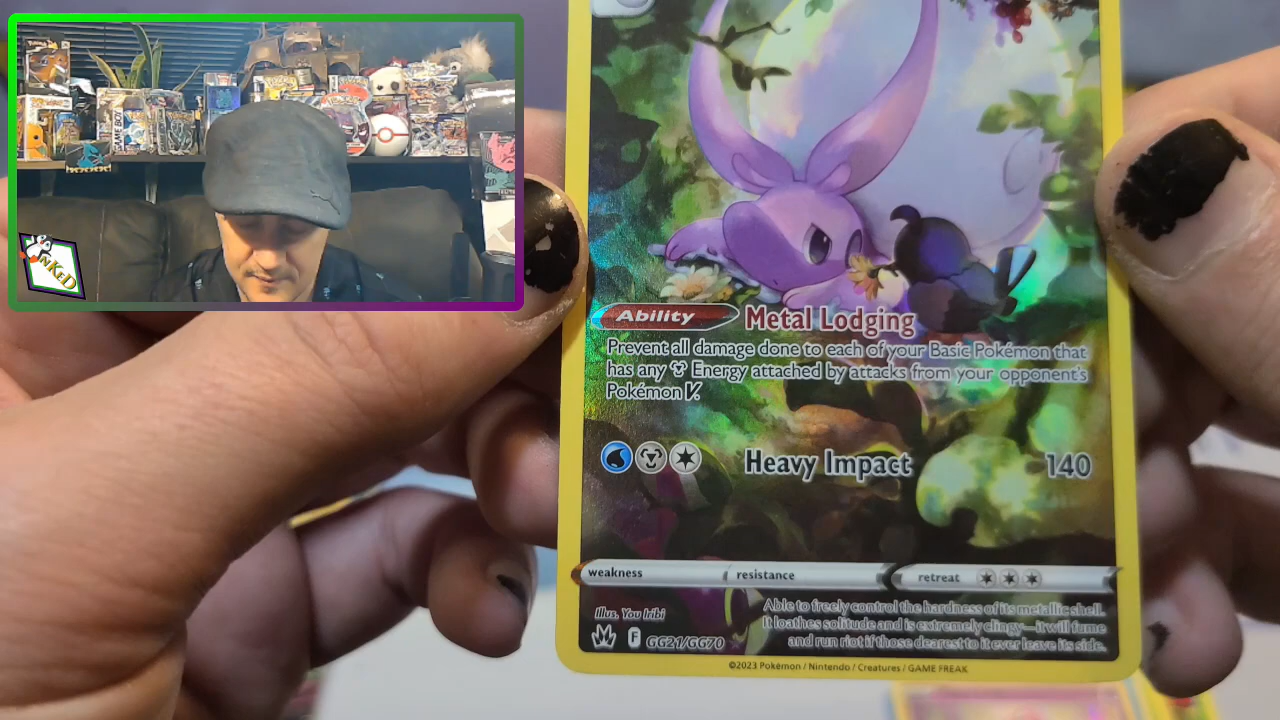 GAME BOY
INKED
Ability Metal Lodging
Prevent all damage done to each of your Basic Pokémon that
has any Energy attached by attacks from your opponent's
Pokémon V.
Heavy Impact 140
weakness resistance retreat
Illus. You Iribi
F GG21/GG70
Able to freely control the hardness of its metallic shell.
It loathes solitude and is extremely clingy—it will fume
and run riot if those dearest to it ever leave its side.
©2023 Pokémon / Nintendo / Creatures / GAME FREAK